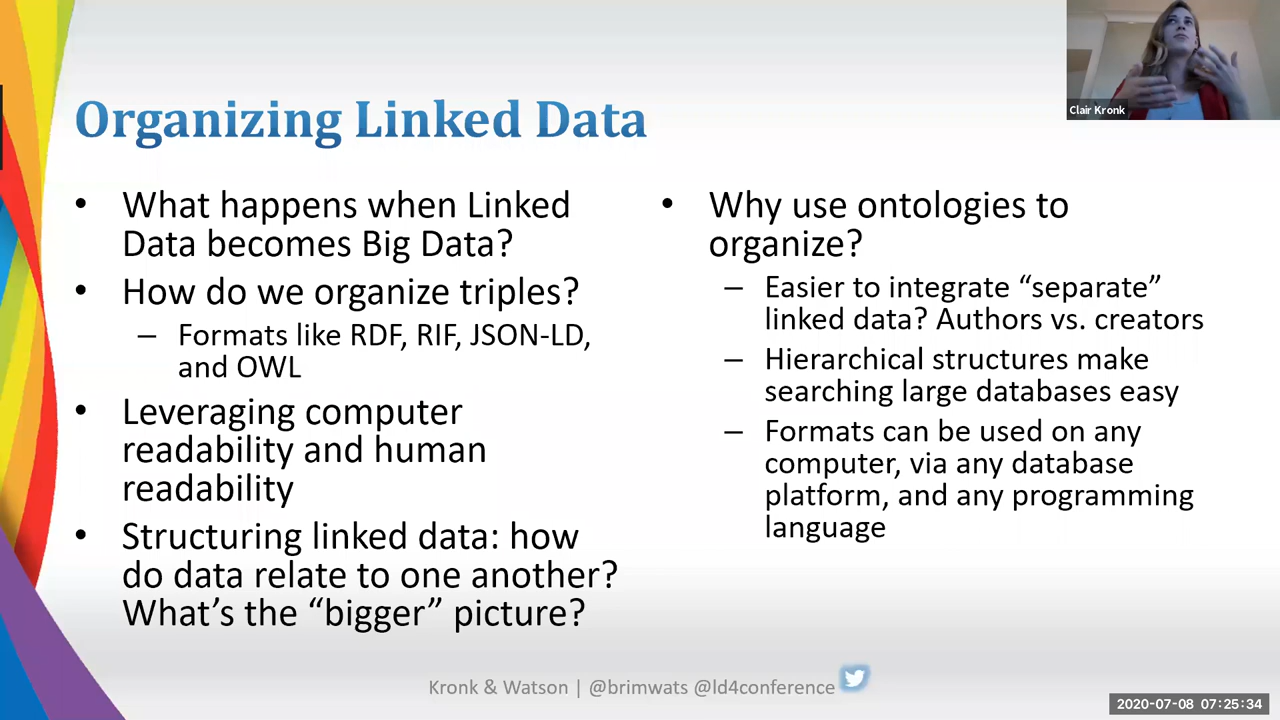 Clair Kronk
Organizing Linked Data
• What happens when Linked
Data becomes Big Data?
• How do we organize triples?
– Formats like RDF, RIF, JSON-LD,
and OWL
• Leveraging computer
readability and human
readability
• Structuring linked data: how
do data relate to one another?
What’s the “bigger” picture?
• Why use ontologies to
organize?
– Easier to integrate “separate”
linked data? Authors vs. creators
– Hierarchical structures make
searching large databases easy
– Formats can be used on any
computer, via any database
platform, and any programming
language
Kronk & Watson | @brimwats @ld4conference
2020-07-08 07:25:34